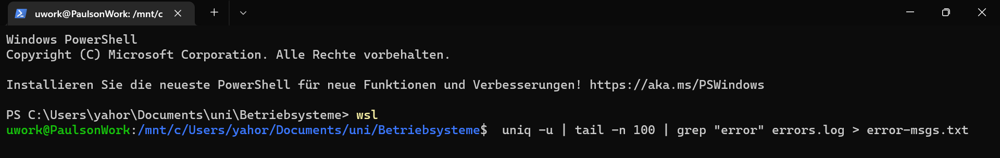 uwork@PaulsonWork: /mnt/c
Windows PowerShell
Copyright (C) Microsoft Corporation. Alle Rechte vorbehalten.
Installieren Sie die neueste PowerShell für neue Funktionen und Verbesserungen! https://aka.ms/PSWindows
PS C:\Users\yahor\Documents\uni\Betriebsysteme> wsl
uwork@PaulsonWork:/mnt/c/Users/yahor/Documents/uni/Betriebsysteme$  uniq -u | tail -n 100 | grep "error" errors.log > error-msgs.txt